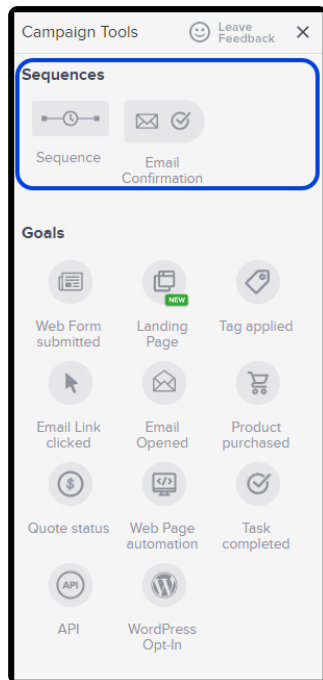 Campaign Tools
Leave
Feedback
Sequences
Sequence
Email
Confirmation
Goals
NEW
Web Form
submitted
Landing
Page
Tag applied
Email Link
clicked
Email
Opened
Product
purchased
$
</>
Quote status
Web Page
automation
Task
completed
API
API
WordPress
Opt-In